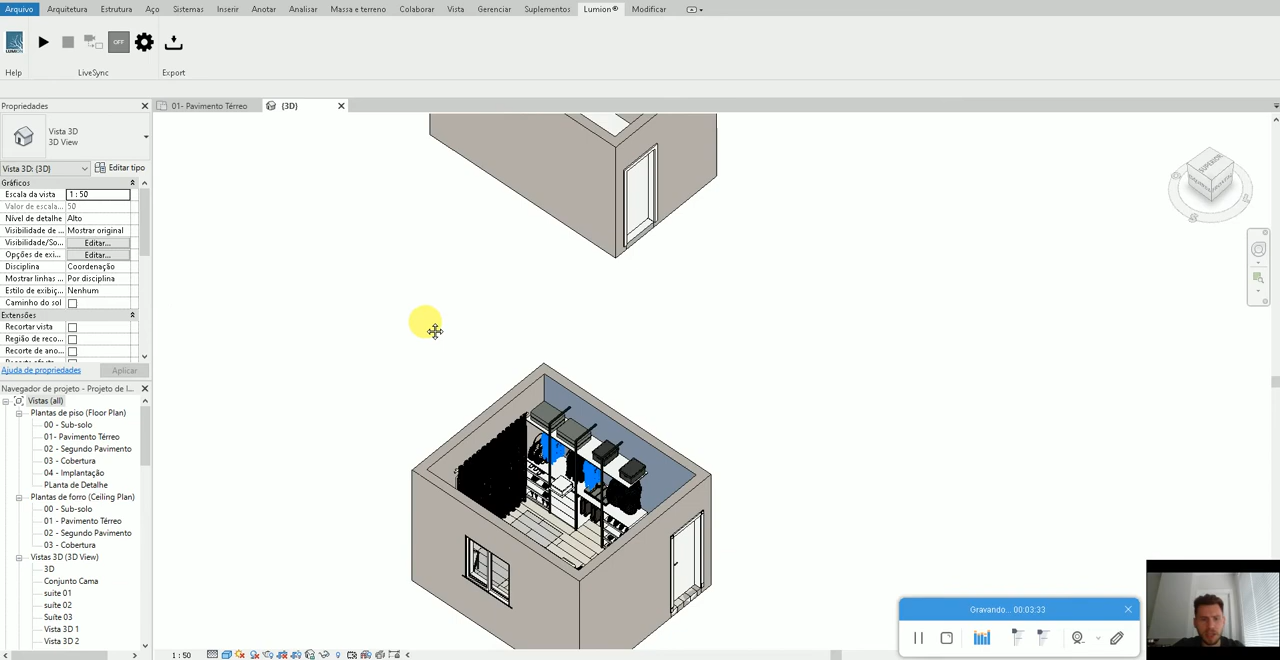 Arquivo Arquitetura Estrutura Aço Sistemas Inserir Anotar Analisar Massa e terreno Colaborar Vista Gerenciar Suplementos Lumion® Modificar
LUMION OFF
Help LiveSync Export
Propriedades
01- Pavimento Térreo (3D)
Vista 3D
3D View
Vista 3D: (3D) Editar tipo
Gráficos
Escala da vista 1 : 50
Valor de escala... 50
Nível de detalhe Alto
Visibilidade de ... Mostrar original
Visibilidade/So... Editar...
Opções de exi... Editar...
Disciplina Coordenação
Mostrar linhas ... Por disciplina
Estilo de exibiç... Nenhum
Caminho do sol
Extensões
Recortar vista
Região de reco...
Recorte de ano...
Ajuda de propriedades Aplicar
Navegador de projeto - Projeto de I...
Vistas (all)
Plantas de piso (Floor Plan)
00 - Sub-solo
01- Pavimento Térreo
02 - Segundo Pavimento
03 - Cobertura
04 - Implantação
PLanta de Detalhe
Plantas de forro (Ceiling Plan)
00 - Sub-solo
01 - Pavimento Térreo
02 - Segundo Pavimento
03 - Cobertura
Vistas 3D (3D View)
3D
Conjunto Cama
suite 01
suíte 02
Suíte 03
Vista 3D 1
Vista 3D 2
1 : 50
Gravando... 00:03:33